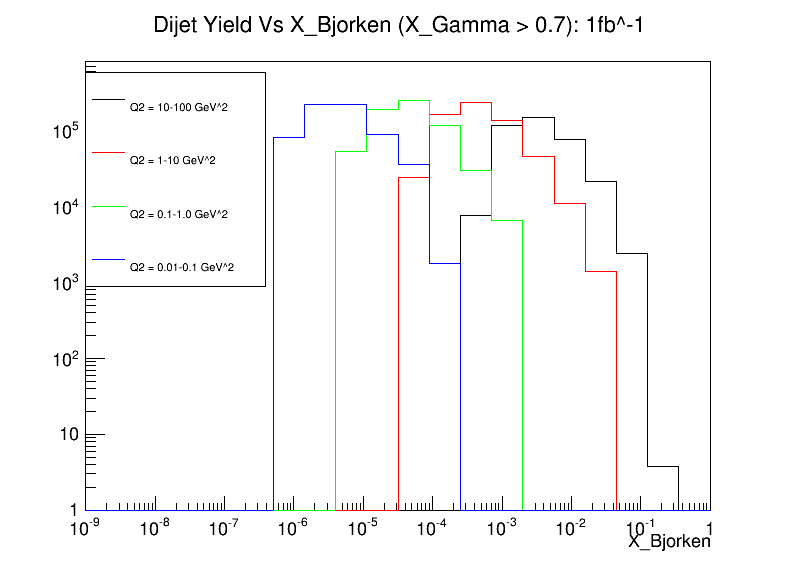 Dijet Yield Vs X_Bjorken (X_Gamma > 0.7): 1fb^-1
Q2 = 10-100 GeV^2
Q2 = 1-10 GeV^2
Q2 = 0.1-1.0 GeV^2
Q2 = 0.01-0.1 GeV^2
10^5
10^4
10^3
10^2
10
1
10^-9 10^-8 10^-7 10^-6 10^-5 10^-4 10^-3 10^-2 10^-1 1
X_Bjorken